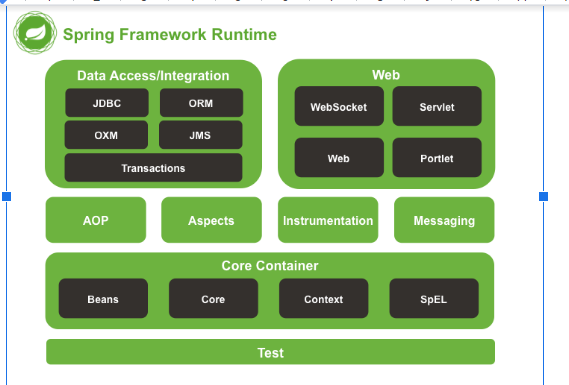 Spring Framework Runtime
Data Access/Integration
JDBC
ORM
OXM
JMS
Transactions
Web
WebSocket
Servlet
Web
Portlet
AOP
Aspects
Instrumentation
Messaging
Core Container
Beans
Core
Context
SpEL
Test